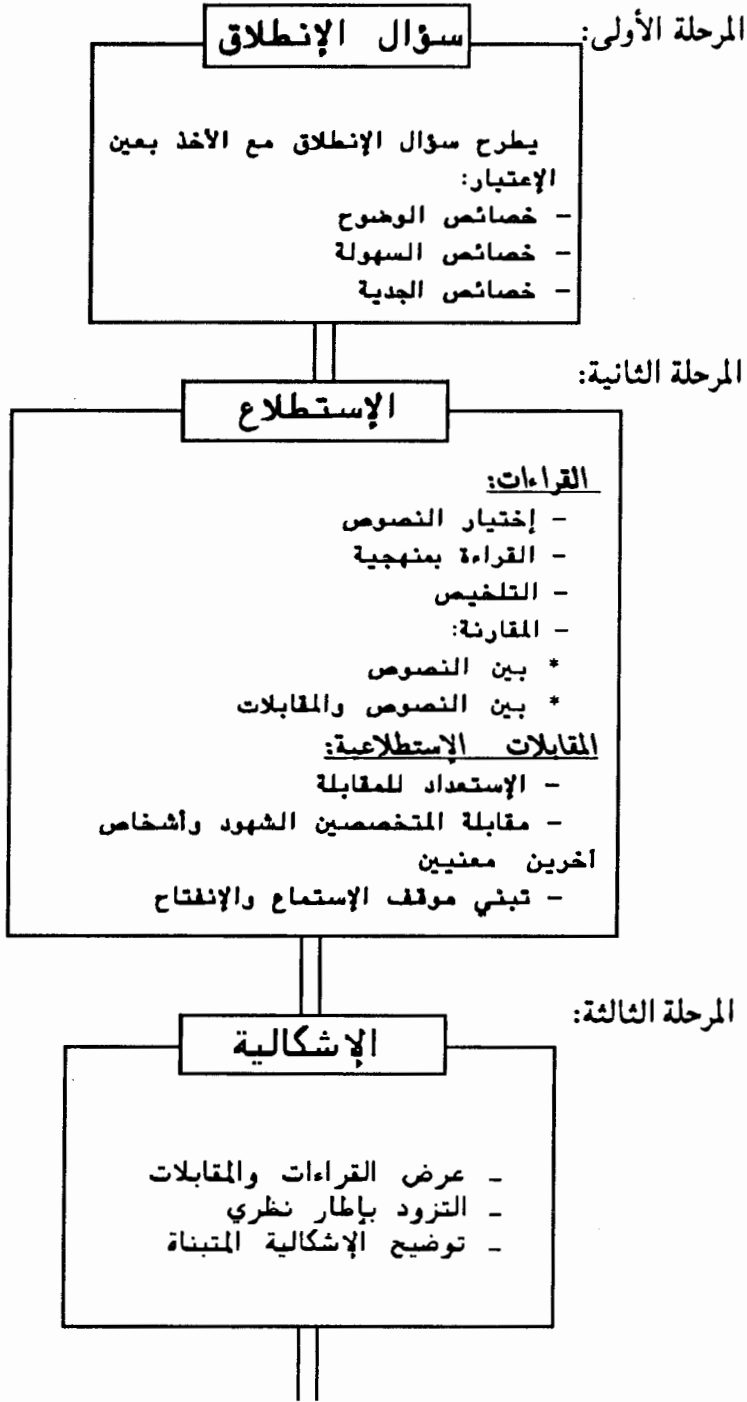 المرحلة الأولى:
سؤال الإنطلاق
يطرح سؤال الإنطلاق مع الأخذ بعين
الإعتبار:
– خصائص الوضوح
– خصائص السهولة
– خصائص الجدية
المرحلة الثانية:
الإستطلاع
القراءات:
– إختيار النصوص
– القراءة بمنهجية
– التلخيص
– المقارنة:
* بين النصوص
* بين النصوص والمقابلات
المقابلات الإستطلاعية:
– الإستعداد للمقابلة
– مقابلة المتخصصين الشهود وأشخاص
آخرين معنيين
– تبني موقف الإستماع والإنفتاح
المرحلة الثالثة:
الإشكالية
- عرض القراءات والمقابلات
- التزود بإطار نظري
- توضيح الإشكالية المتبناة